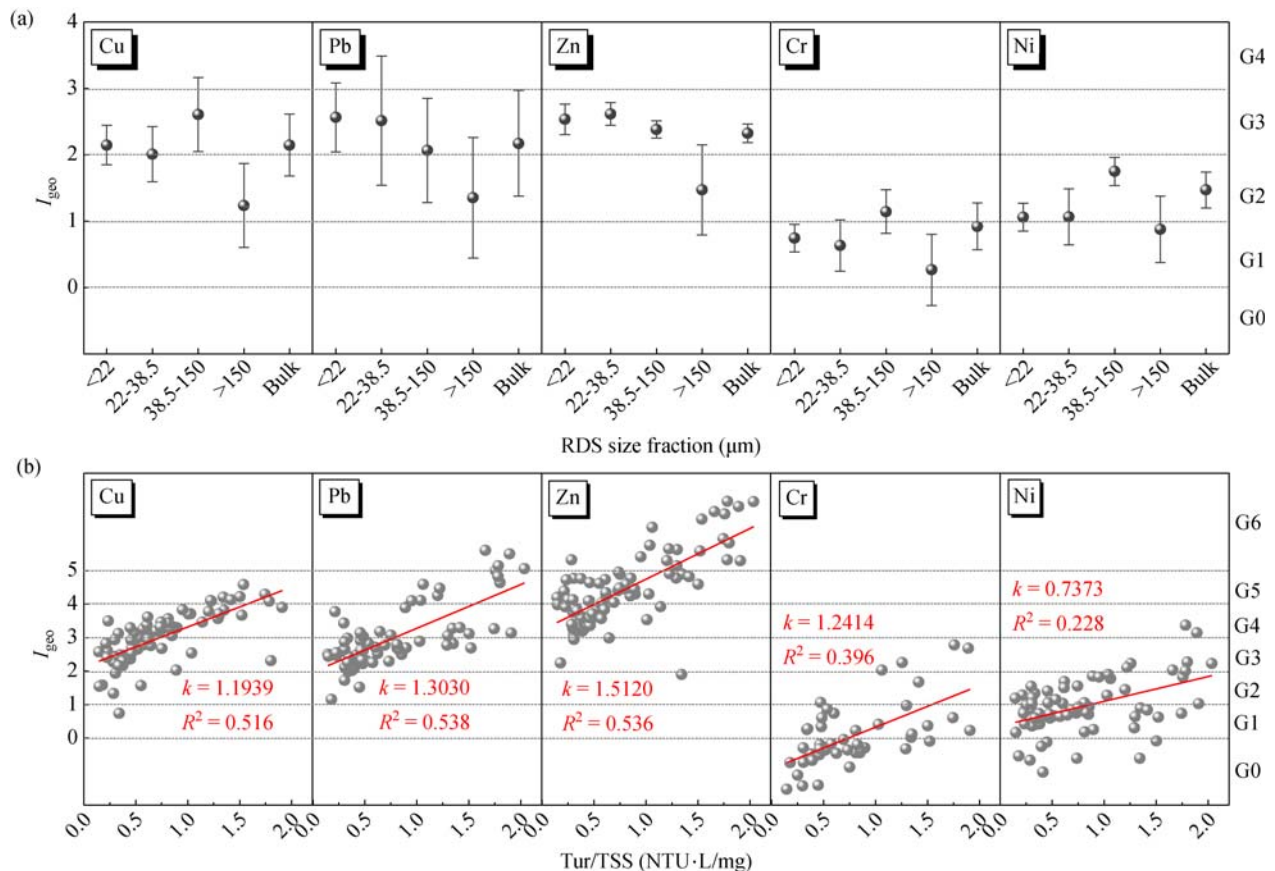 (a)
Cu
Pb
Zn
Cr
Ni
4
3
2
1
0
I_geo
G4
G3
G2
G1
G0
<22
22-38.5
38.5-150
>150
Bulk
<22
22-38.5
38.5-150
>150
Bulk
<22
22-38.5
38.5-150
>150
Bulk
<22
22-38.5
38.5-150
>150
Bulk
<22
22-38.5
38.5-150
>150
Bulk
RDS size fraction (μm)
(b)
Cu
Pb
Zn
Cr
Ni
5
4
3
2
1
0
I_geo
k = 1.1939
R² = 0.516
k = 1.3030
R² = 0.538
k = 1.5120
R² = 0.536
k = 1.2414
R² = 0.396
k = 0.7373
R² = 0.228
G6
G5
G4
G3
G2
G1
G0
0.0
0.5
1.0
1.5
2.0
0.0
0.5
1.0
1.5
2.0
0.0
0.5
1.0
1.5
2.0
0.0
0.5
1.0
1.5
2.0
0.0
0.5
1.0
1.5
2.0
Tur/TSS (NTU·L/mg)